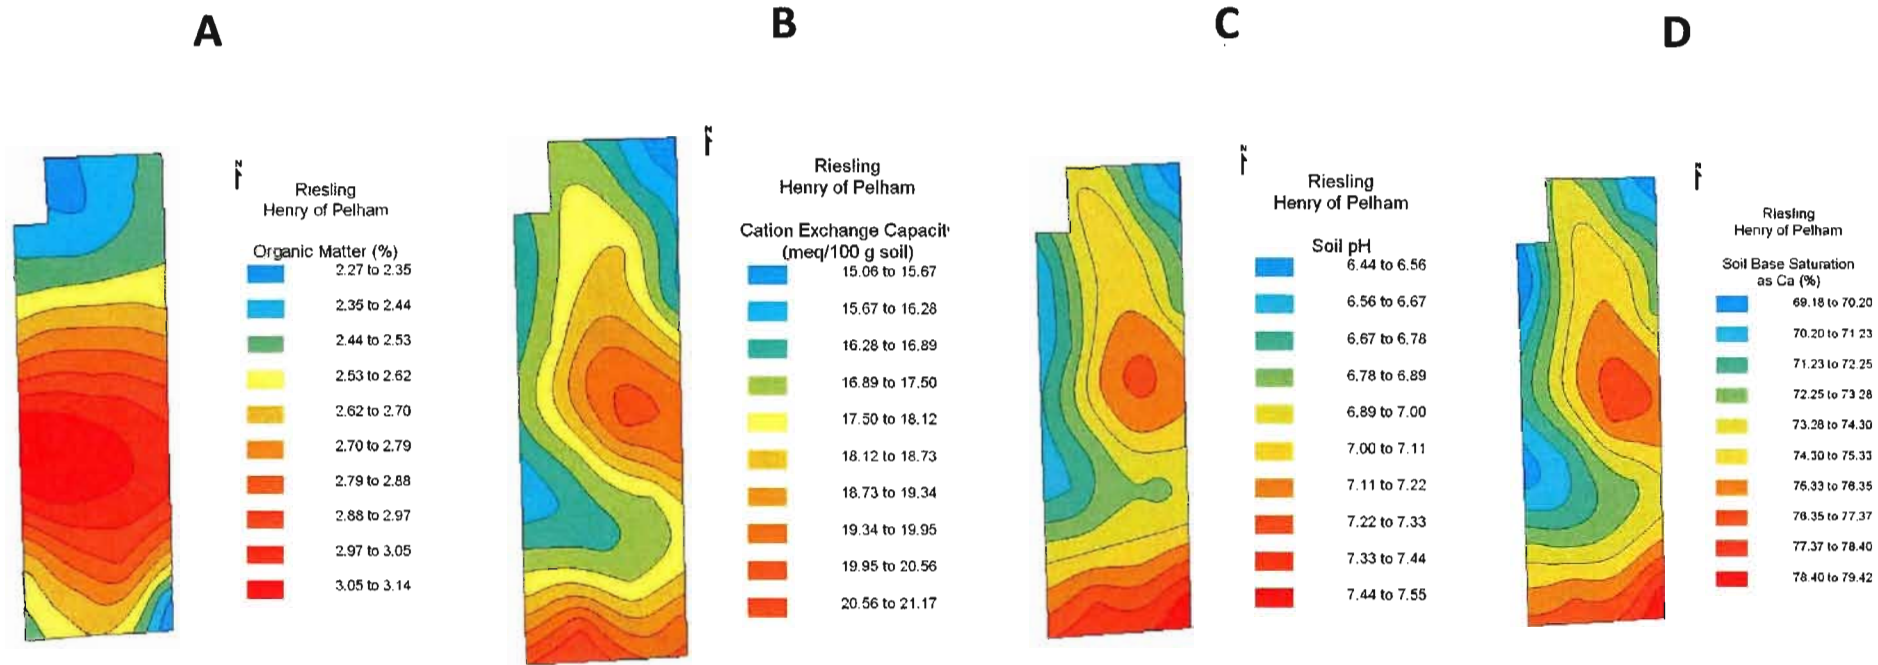 A
B
C
D
N
Riesling
Henry of Pelham
Organic Matter (%)
2.27 to 2.35
2.35 to 2.44
2.44 to 2.53
2.53 to 2.62
2.62 to 2.70
2.70 to 2.79
2.79 to 2.88
2.88 to 2.97
2.97 to 3.05
3.05 to 3.14
N
Riesling
Henry of Pelham
Cation Exchange Capacit
(meq/100 g soil)
15.06 to 15.67
15.67 to 16.28
16.28 to 16.89
16.89 to 17.50
17.50 to 18.12
18.12 to 18.73
18.73 to 19.34
19.34 to 19.95
19.95 to 20.56
20.56 to 21.17
N
Riesling
Henry of Pelham
Soil pH
6.44 to 6.56
6.56 to 6.67
6.67 to 6.78
6.78 to 6.89
6.89 to 7.00
7.00 to 7.11
7.11 to 7.22
7.22 to 7.33
7.33 to 7.44
7.44 to 7.55
N
Riesling
Henry of Pelham
Soil Base Saturation
as Ca (%)
69.18 to 70.20
70.20 to 71.23
71.23 to 72.25
72.25 to 73.28
73.28 to 74.30
74.30 to 75.33
76.33 to 76.35
76.35 to 77.37
77.37 to 78.40
78.40 to 79.42